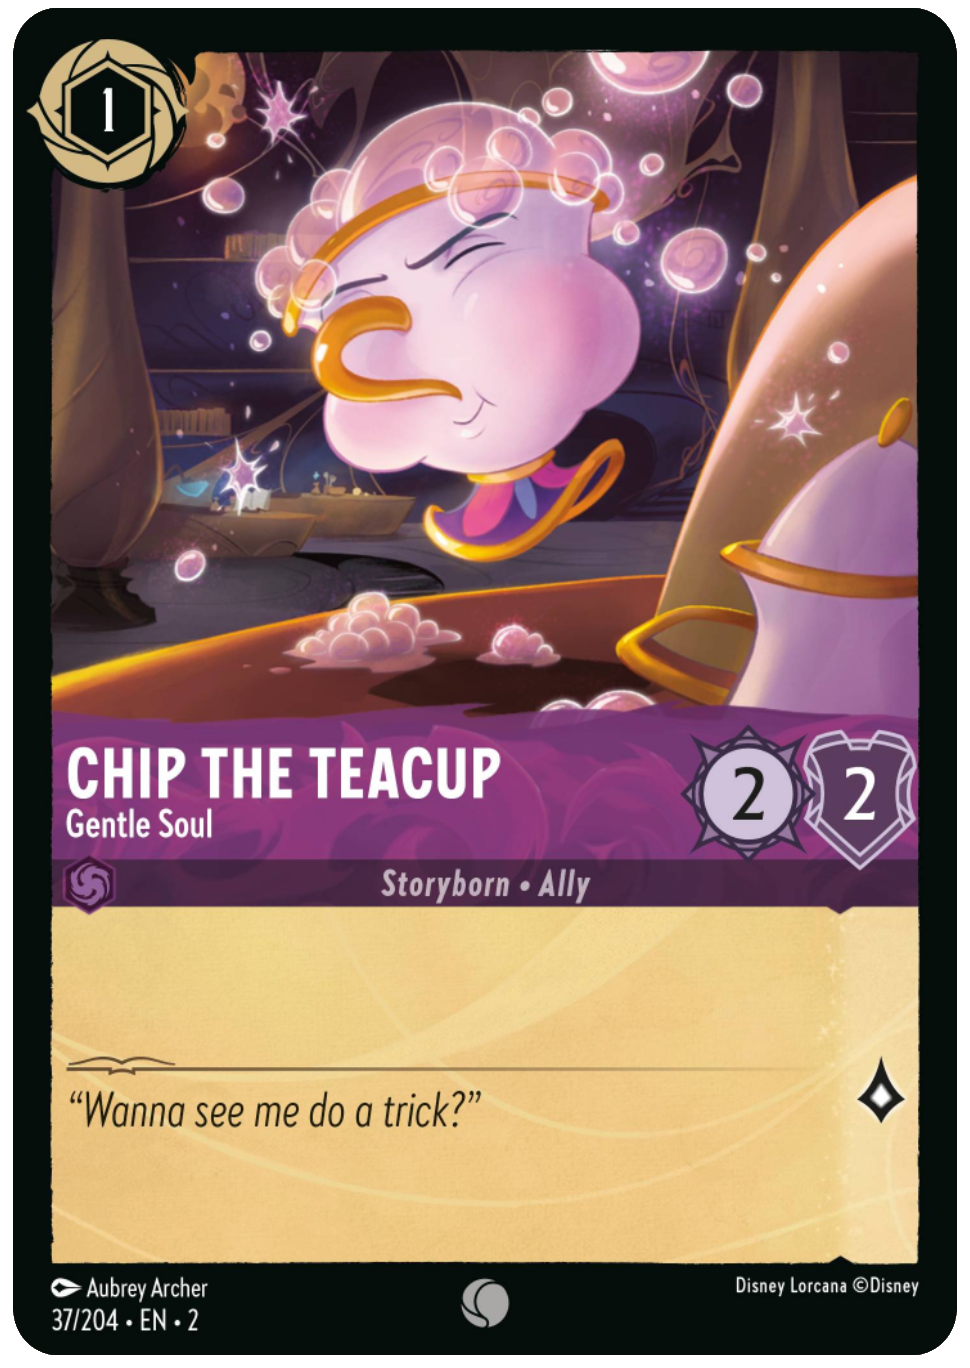 1
CHIP THE TEACUP
Gentle Soul
2
2
Storyborn • Ally
“Wanna see me do a trick?”
Aubrey Archer
37/204 • EN • 2
Disney Lorcana ©Disney